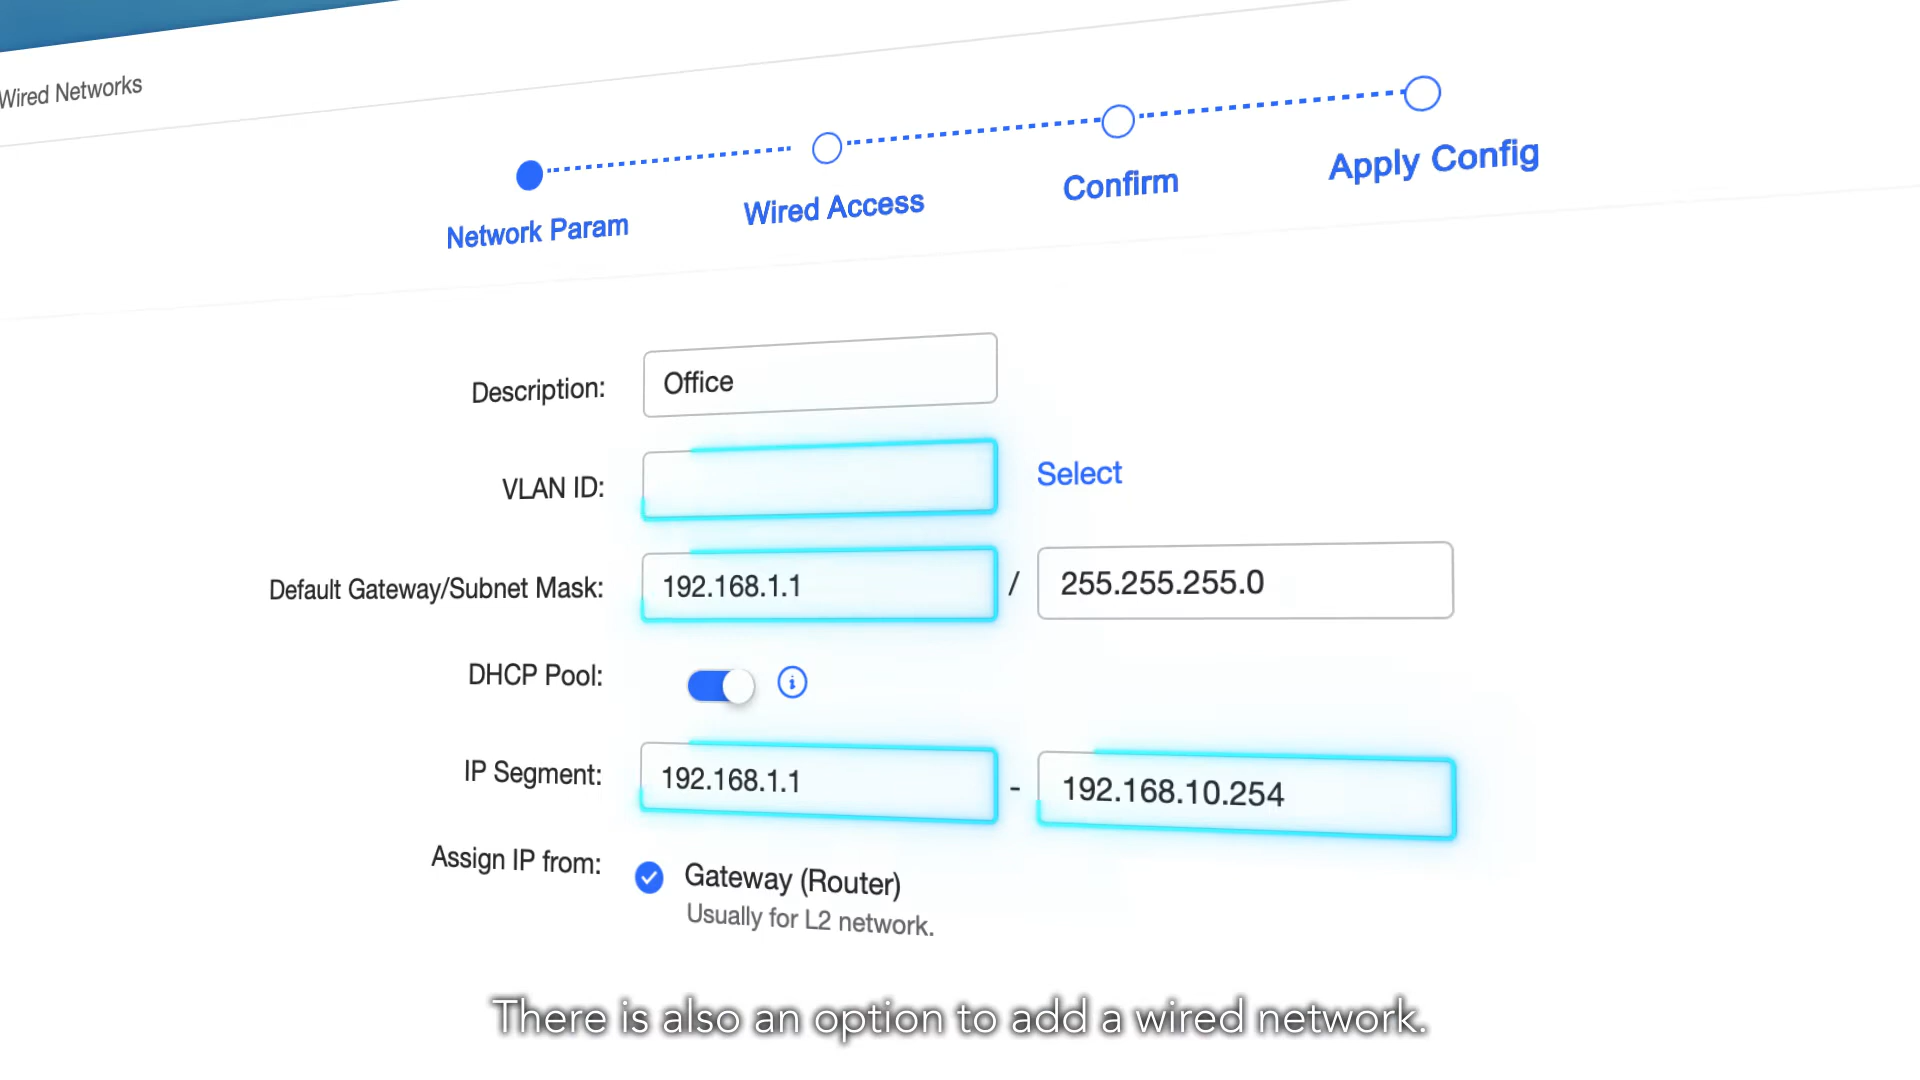 Wired Networks
Network Param
Wired Access
Confirm
Apply Config
Description: Office
VLAN ID: Select
Default Gateway/Subnet Mask: 192.168.1.1 / 255.255.255.0
DHCP Pool:
IP Segment: 192.168.1.1 - 192.168.10.254
Assign IP from: Gateway (Router)
Usually for L2 network.
There is also an option to add a wired network.